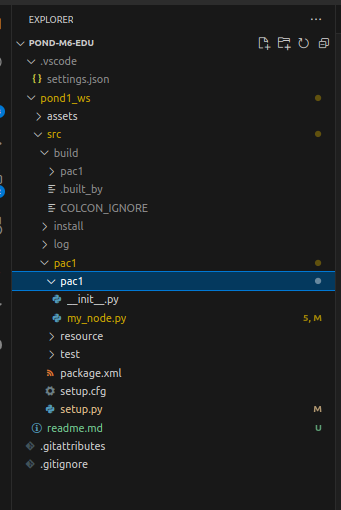 EXPLORER
POND-M6-EDU
.vscode
settings.json
pond1_ws
assets
src
build
pac1
.built_by
COLCON_IGNORE
install
log
pac1
pac1
__init__.py
my_node.py 5, M
resource
test
package.xml
setup.cfg
setup.py M
readme.md U
.gitattributes
.gitignore